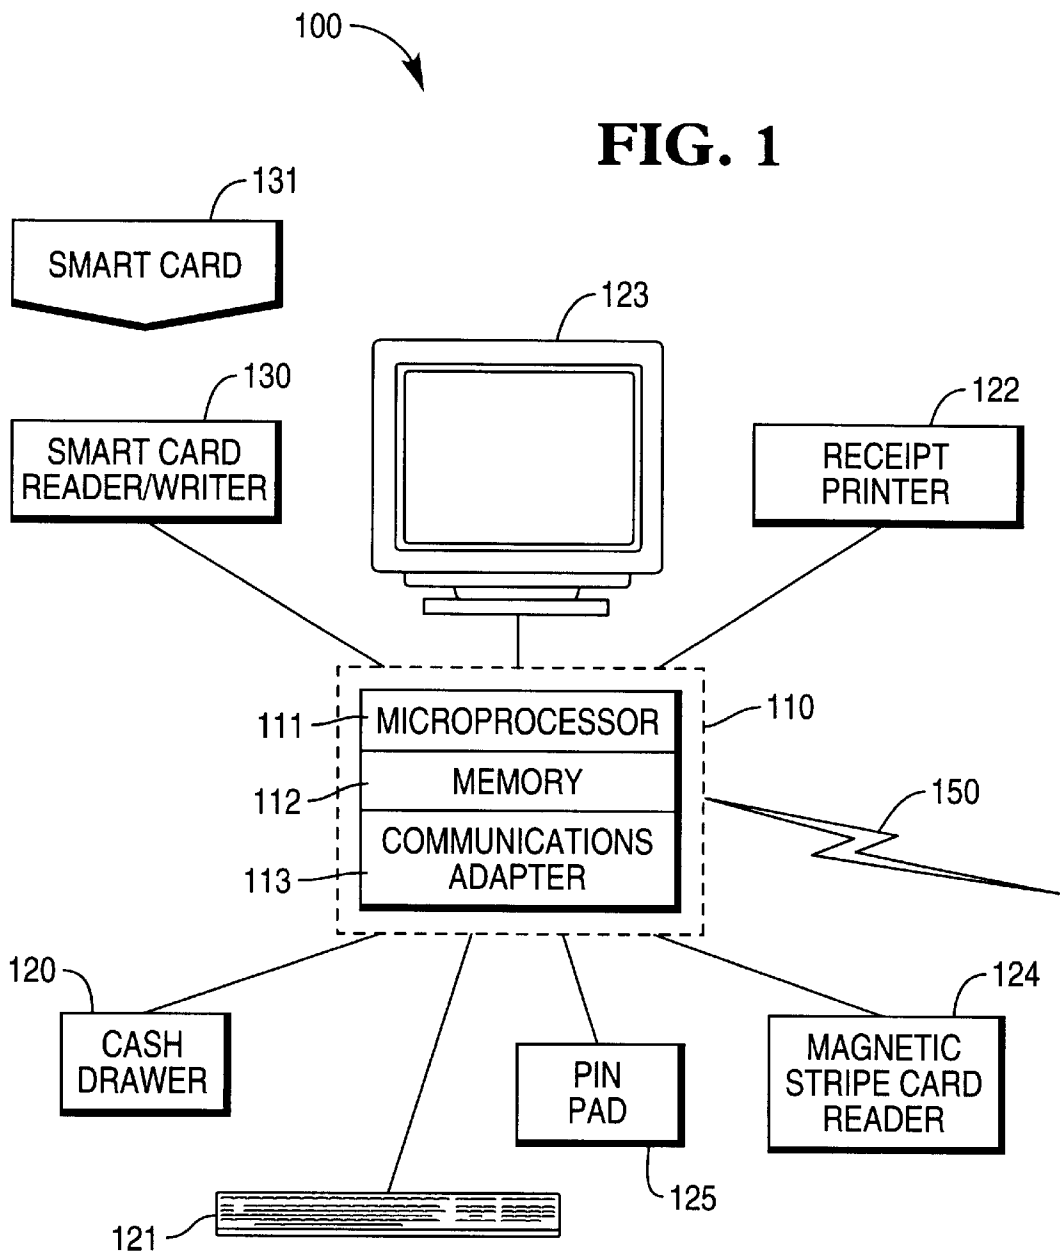 100
FIG. 1
131
SMART CARD
123
130
SMART CARD
READER/WRITER
122
RECEIPT
PRINTER
111
MICROPROCESSOR
110
112
MEMORY
150
113
COMMUNICATIONS
ADAPTER
120
CASH
DRAWER
124
MAGNETIC
STRIPE CARD
READER
PIN
PAD
125
121